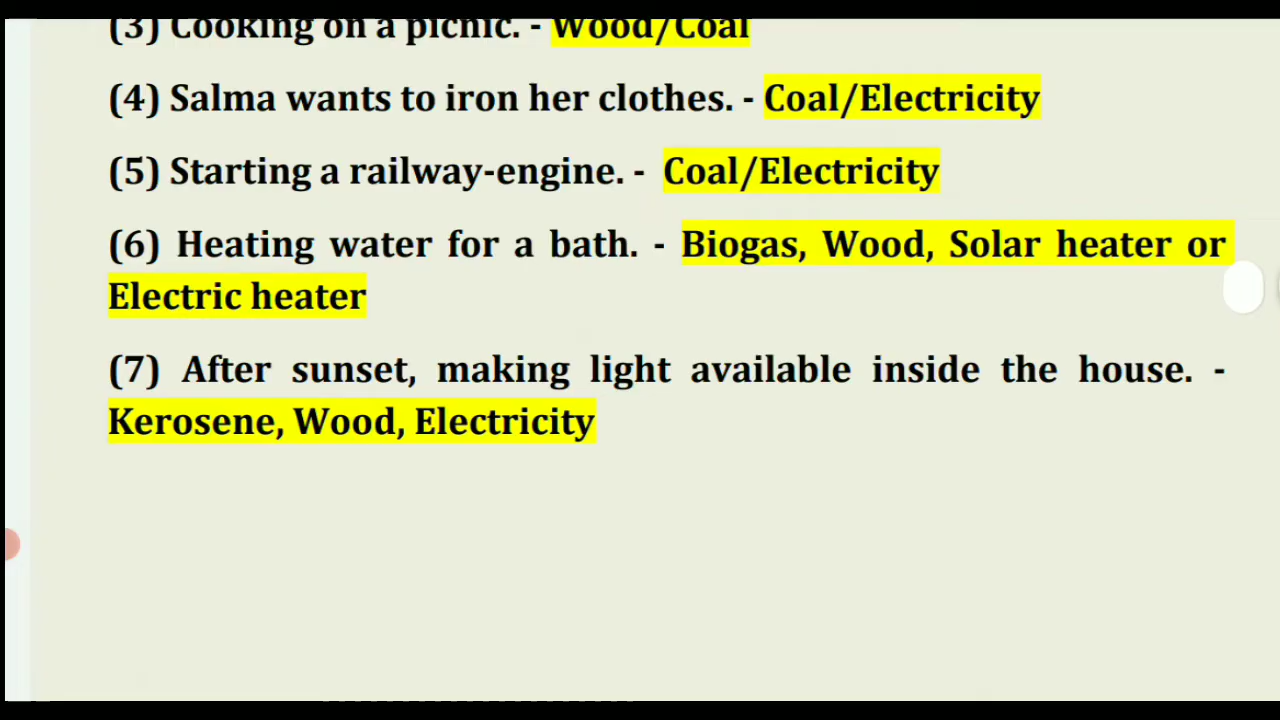 (3) Cooking on a picnic. - Wood/Coal
(4) Salma wants to iron her clothes. - Coal/Electricity
(5) Starting a railway-engine. - Coal/Electricity
(6) Heating water for a bath. - Biogas, Wood, Solar heater or
Electric heater
(7) After sunset, making light available inside the house. -
Kerosene, Wood, Electricity